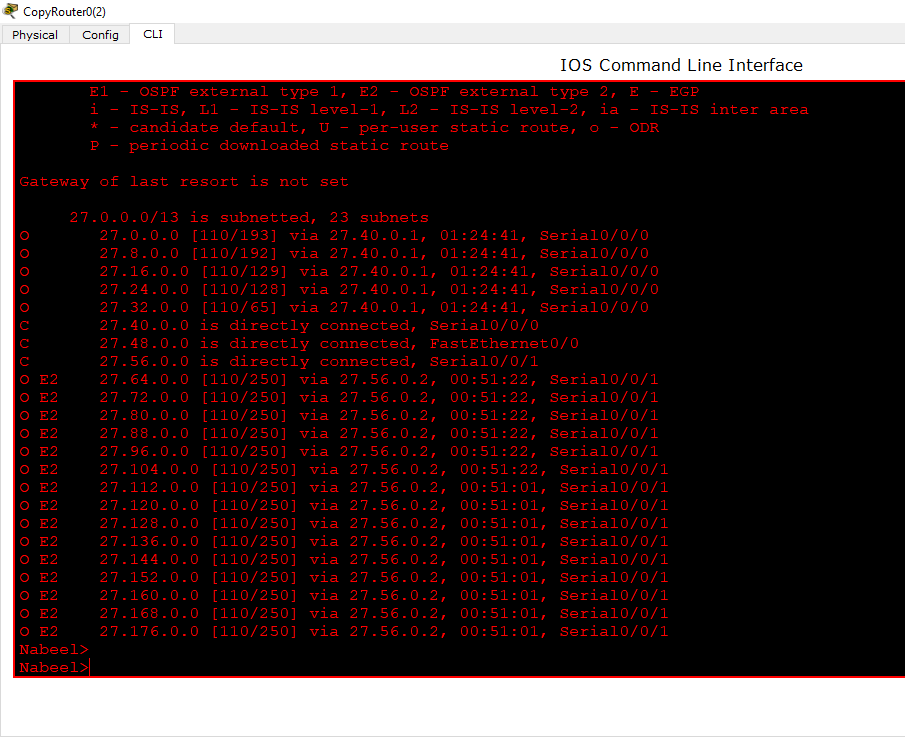 CopyRouter0(2)
Physical Config CLI
IOS Command Line Interface
E1 - OSPF external type 1, E2 - OSPF external type 2, E - EGP
i - IS-IS, L1 - IS-IS level-1, L2 - IS-IS level-2, ia - IS-IS inter area
* - candidate default, U - per-user static route, o - ODR
P - periodic downloaded static route
Gateway of last resort is not set
27.0.0.0/13 is subnetted, 23 subnets
O 27.0.0.0 [110/193] via 27.40.0.1, 01:24:41, Serial0/0/0
O 27.8.0.0 [110/192] via 27.40.0.1, 01:24:41, Serial0/0/0
O 27.16.0.0 [110/129] via 27.40.0.1, 01:24:41, Serial0/0/0
O 27.24.0.0 [110/128] via 27.40.0.1, 01:24:41, Serial0/0/0
O 27.32.0.0 [110/65] via 27.40.0.1, 01:24:41, Serial0/0/0
C 27.40.0.0 is directly connected, Serial0/0/0
C 27.48.0.0 is directly connected, FastEthernet0/0
C 27.56.0.0 is directly connected, Serial0/0/1
O E2 27.64.0.0 [110/250] via 27.56.0.2, 00:51:22, Serial0/0/1
O E2 27.72.0.0 [110/250] via 27.56.0.2, 00:51:22, Serial0/0/1
O E2 27.80.0.0 [110/250] via 27.56.0.2, 00:51:22, Serial0/0/1
O E2 27.88.0.0 [110/250] via 27.56.0.2, 00:51:22, Serial0/0/1
O E2 27.96.0.0 [110/250] via 27.56.0.2, 00:51:22, Serial0/0/1
O E2 27.104.0.0 [110/250] via 27.56.0.2, 00:51:22, Serial0/0/1
O E2 27.112.0.0 [110/250] via 27.56.0.2, 00:51:01, Serial0/0/1
O E2 27.120.0.0 [110/250] via 27.56.0.2, 00:51:01, Serial0/0/1
O E2 27.128.0.0 [110/250] via 27.56.0.2, 00:51:01, Serial0/0/1
O E2 27.136.0.0 [110/250] via 27.56.0.2, 00:51:01, Serial0/0/1
O E2 27.144.0.0 [110/250] via 27.56.0.2, 00:51:01, Serial0/0/1
O E2 27.152.0.0 [110/250] via 27.56.0.2, 00:51:01, Serial0/0/1
O E2 27.160.0.0 [110/250] via 27.56.0.2, 00:51:01, Serial0/0/1
O E2 27.168.0.0 [110/250] via 27.56.0.2, 00:51:01, Serial0/0/1
O E2 27.176.0.0 [110/250] via 27.56.0.2, 00:51:01, Serial0/0/1
Nabeel>
Nabeel>